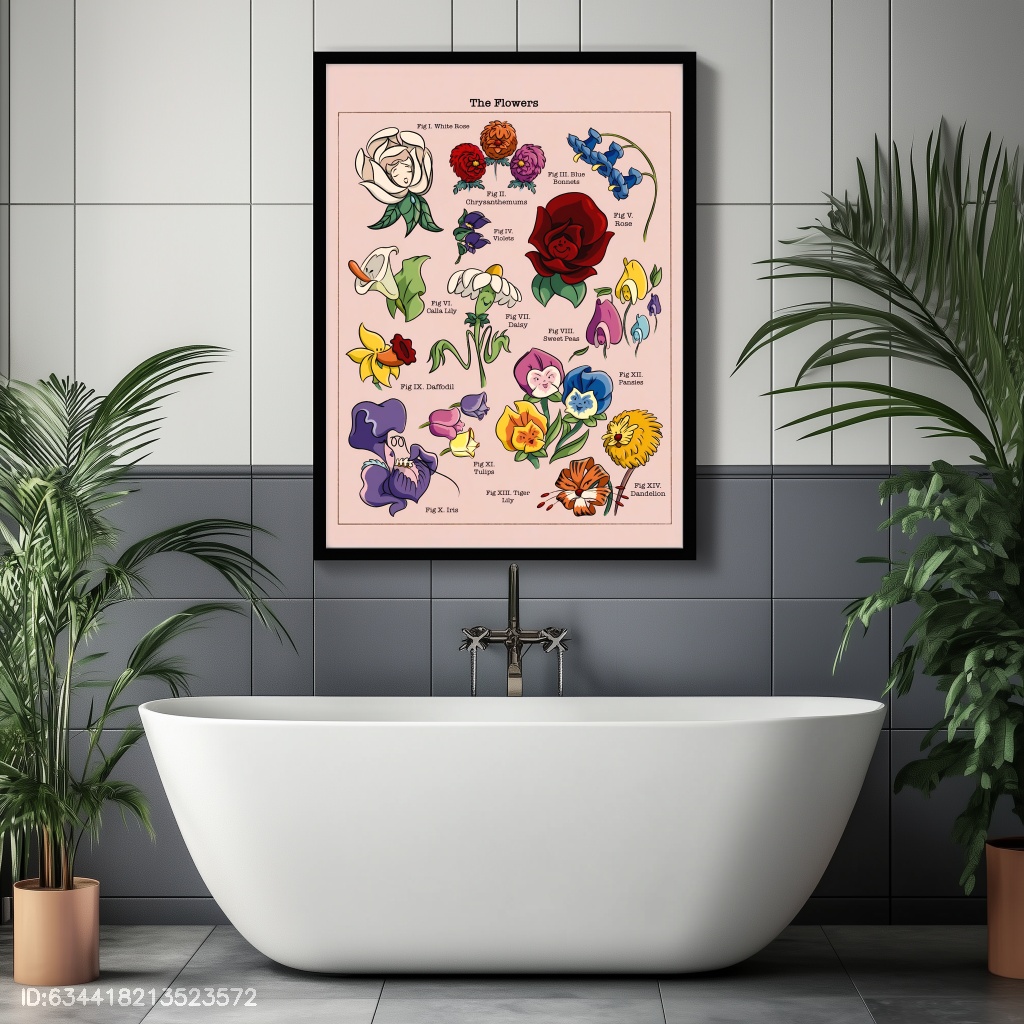 The Flowers
Fig I. White Rose
Fig II.
Chrysanthemums
Fig III. Blue
Bonnets
Fig IV.
Violets
Fig V.
Rose
Fig VI.
Calla Lily
Fig VII.
Daisy
Fig VIII.
Sweet Peas
Fig IX. Daffodil
Fig XII.
Pansies
Fig XI.
Tulips
Fig X. Iris
Fig XIII. Tiger
Lily
Fig XIV.
Dandelion
ID:634418213523572